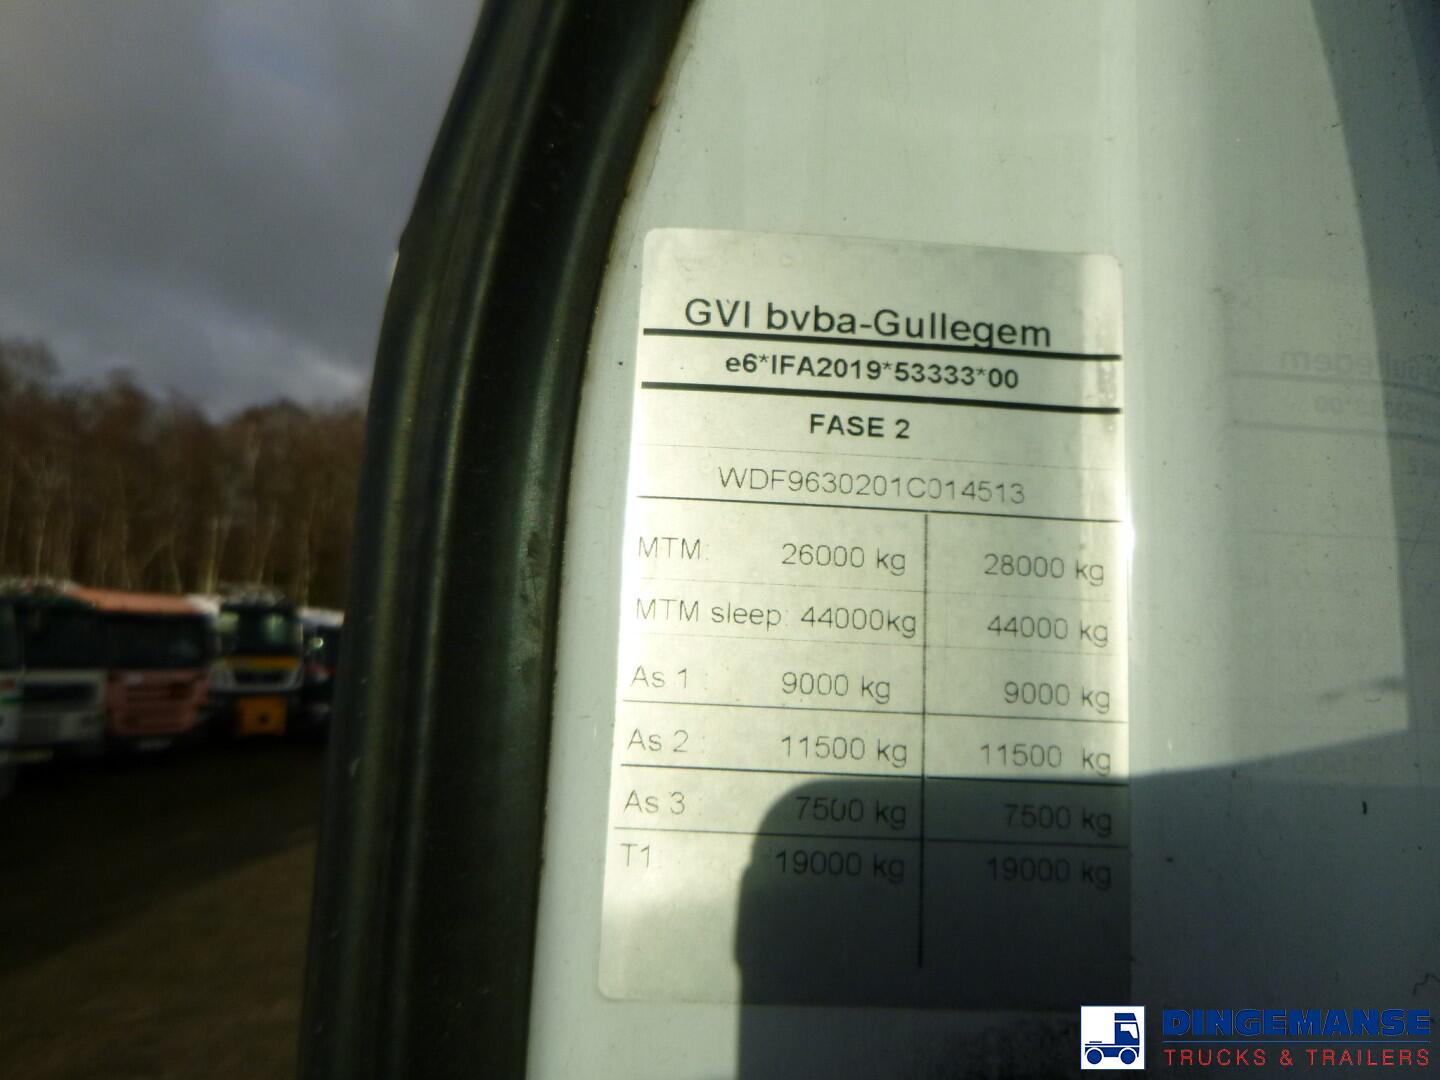 GVI bvba-Gullegem
e6*IFA2019*53333*00
FASE 2
WDF9630201C014513
MTM: 26000 kg 28000 kg
MTM sleep: 44000kg 44000 kg
As 1 : 9000 kg 9000 kg
As 2 : 11500 kg 11500 kg
As 3 : 7500 kg 7500 kg
T1: 19000 kg 19000 kg
DINGEMANSE
TRUCKS & TRAILERS